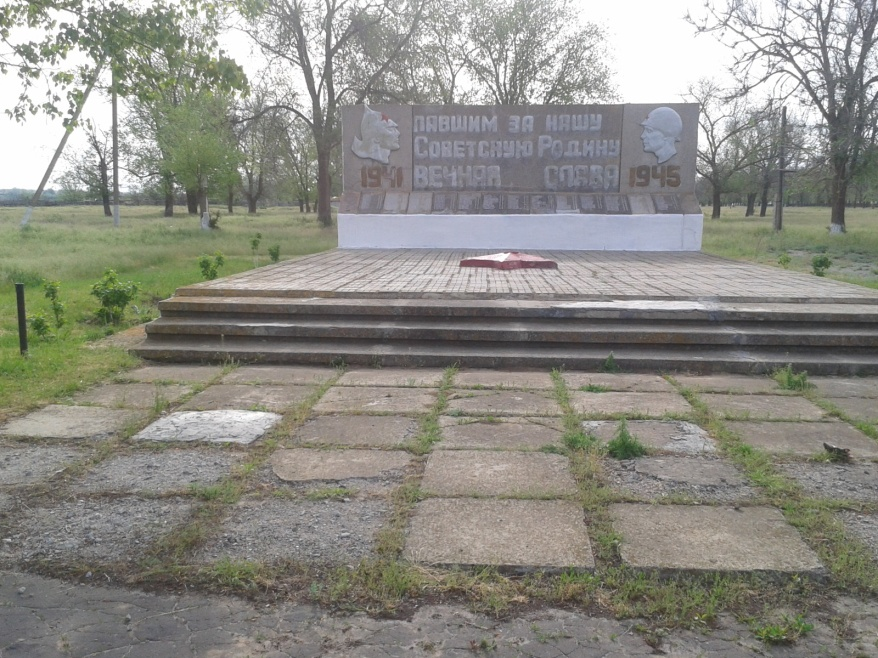 ПАВШИМ ЗА НАШУ
СОВЕТСКУЮ РОДИНУ
1941 ВЕЧНАЯ СЛАВА 1945